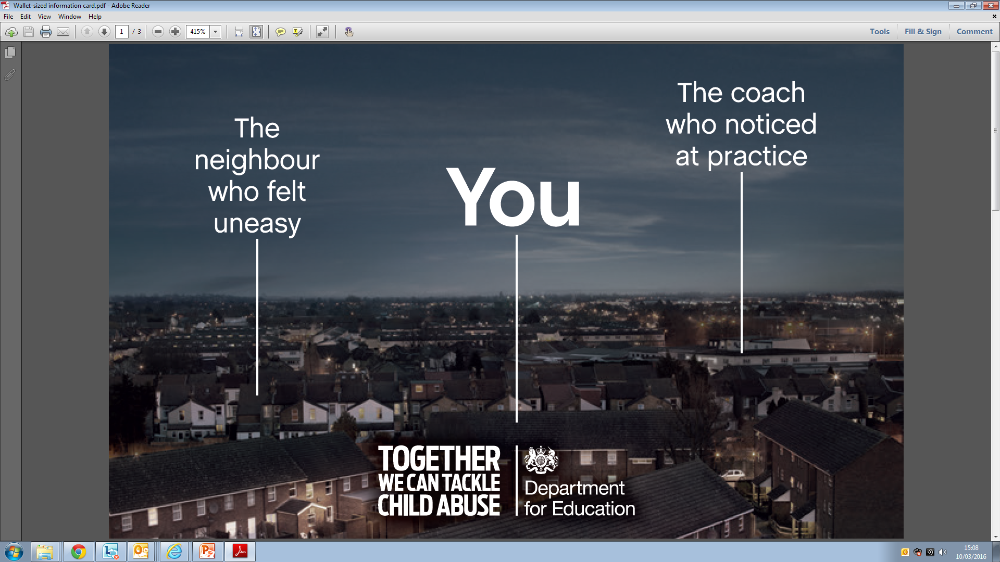 Wallet-sized information card.pdf - Adobe Reader
File Edit View Window Help
1 / 3 415% Tools Fill & Sign Comment
The
neighbour
who felt
uneasy
You
The coach
who noticed
at practice
TOGETHER
WE CAN TACKLE
CHILD ABUSE
Department
for Education
15:08
10/03/2016